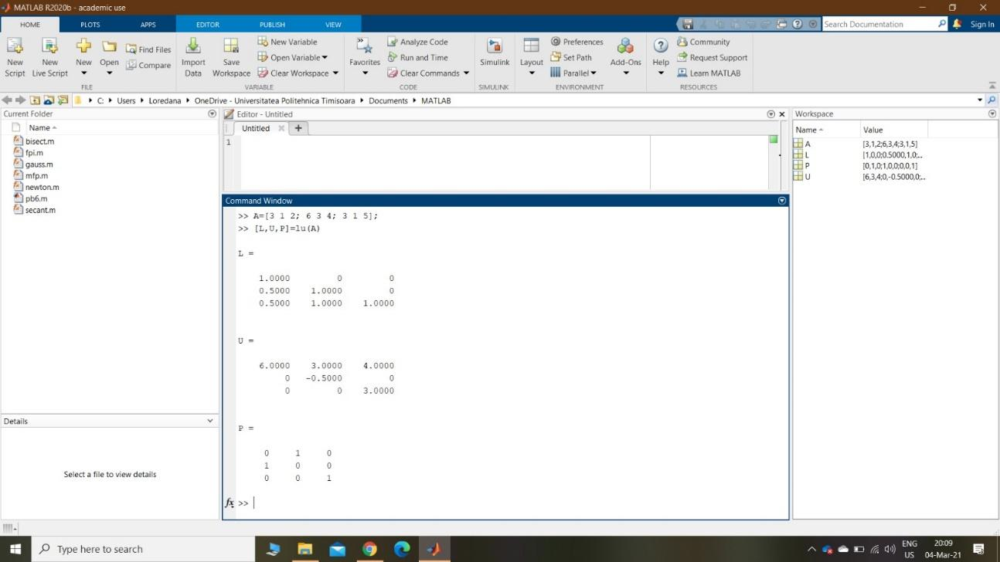 MATLAB R2020b - academic use
HOME PLOTS APPS EDITOR PUBLISH VIEW Search Documentation Sign In
New Script New Live Script New Open Find Files Compare FILE
Import Data Save Workspace New Variable Open Variable Clear Workspace VARIABLE
Favorites Analyze Code Run and Time Clear Commands CODE
Simulink SIMULINK
Layout Preferences Set Path Parallel Add-Ons ENVIRONMENT
Help Community Request Support Learn MATLAB RESOURCES
C: Users Loredana OneDrive - Universitatea Politehnica Timisoara Documents MATLAB
Current Folder
Name
bisect.m
fpi.m
gauss.m
mfp.m
newton.m
pb6.m
secant.m
Details
Select a file to view details
Editor - Untitled
Untitled +
1
Command Window
>> A=[3 1 2; 6 3 4; 3 1 5];
>> [L,U,P]=lu(A)
L =
1.0000 0 0
0.5000 1.0000 0
0.5000 1.0000 1.0000
U =
6.0000 3.0000 4.0000
0 -0.5000 0
0 0 3.0000
P =
0 1 0
1 0 0
0 0 1
fx >>
Workspace
Name Value
A [3,1,2;6,3,4;3,1,5]
L [1,0,0;0.5000,1,0;...
P [0,1,0;1,0,0;0,0,1]
U [6,3,4;0,-0.5000,0;...
Type here to search
ENG US
20:09
04-Mar-21